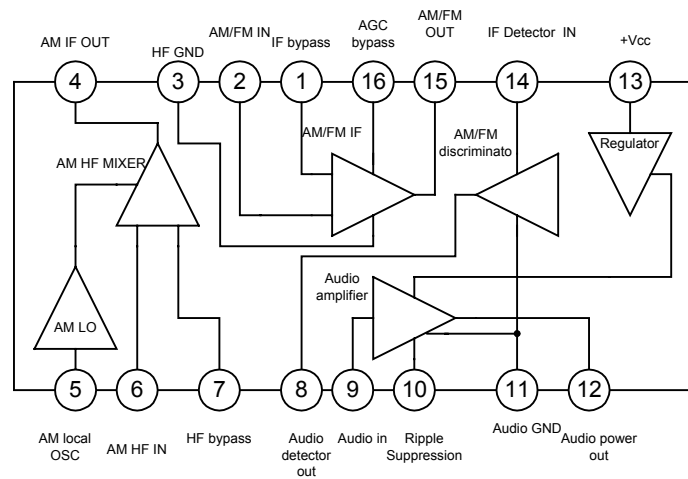 AM IF OUT
HF GND
AM/FM IN
IF bypass
AGC
bypass
AM/FM
OUT
IF Detector IN
+Vcc
4
3
2
1
16
15
14
13
AM HF MIXER
AM/FM IF
AM/FM
discriminato
Regulator
AM LO
Audio
amplifier
5
6
7
8
9
10
11
12
AM local
OSC
AM HF IN
HF bypass
Audio
detector
out
Audio in
Ripple
Suppression
Audio GND
Audio power
out